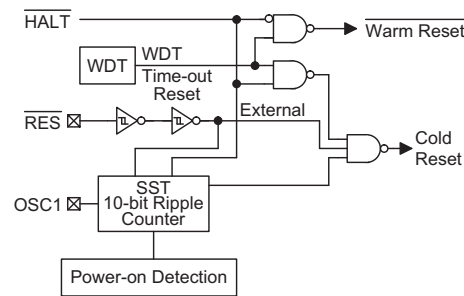 HALT
Warm Reset
WDT
WDT
Time-out
Reset
RES
External
Cold
Reset
OSC1
SST
10-bit Ripple
Counter
Power-on Detection